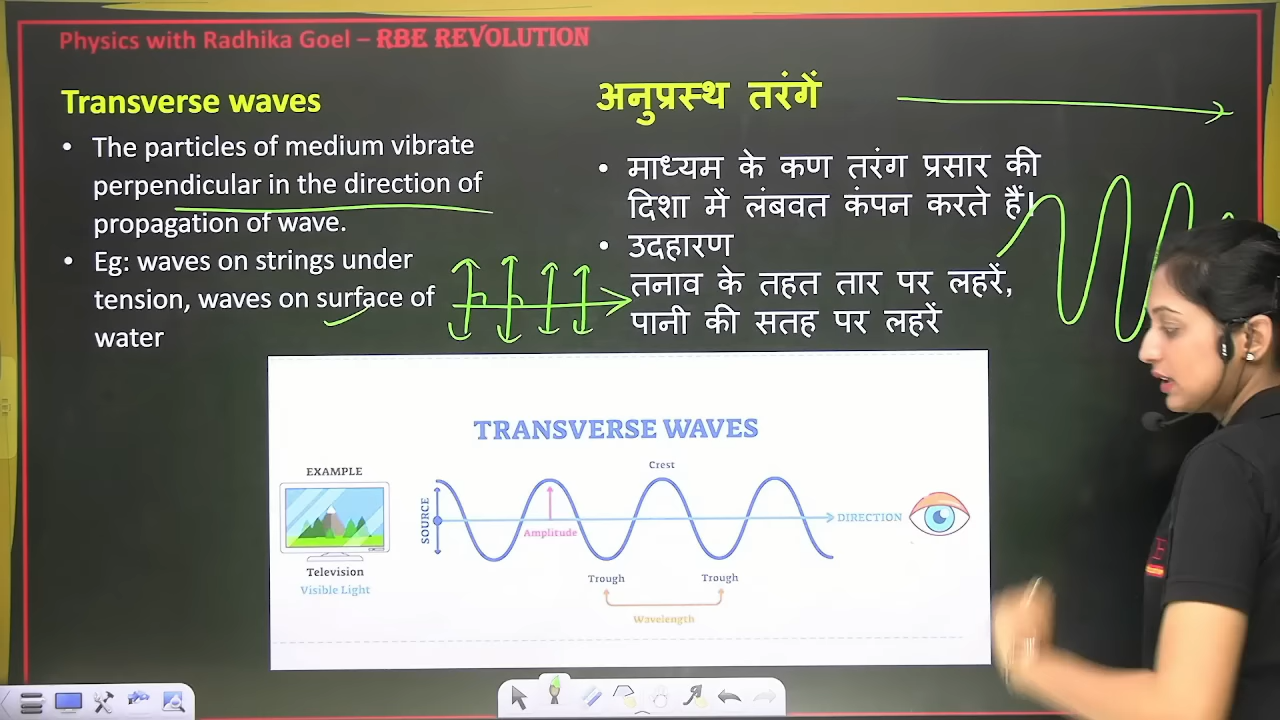 Physics with Radhika Goel – RBE REVOLUTION
Transverse waves
• The particles of medium vibrate
perpendicular in the direction of
propagation of wave.
• Eg: waves on strings under
tension, waves on surface of
water
अनुप्रस्थ तरंगें
• माध्यम के कण तरंग प्रसार की
दिशा में लंबवत कंपन करते हैं।
• उदहारण
तनाव के तहत तार पर लहरें,
पानी की सतह पर लहरें
TRANSVERSE WAVES
EXAMPLE
Television
Visible Light
SOURCE
Crest
Amplitude
DIRECTION
Trough
Trough
Wavelength